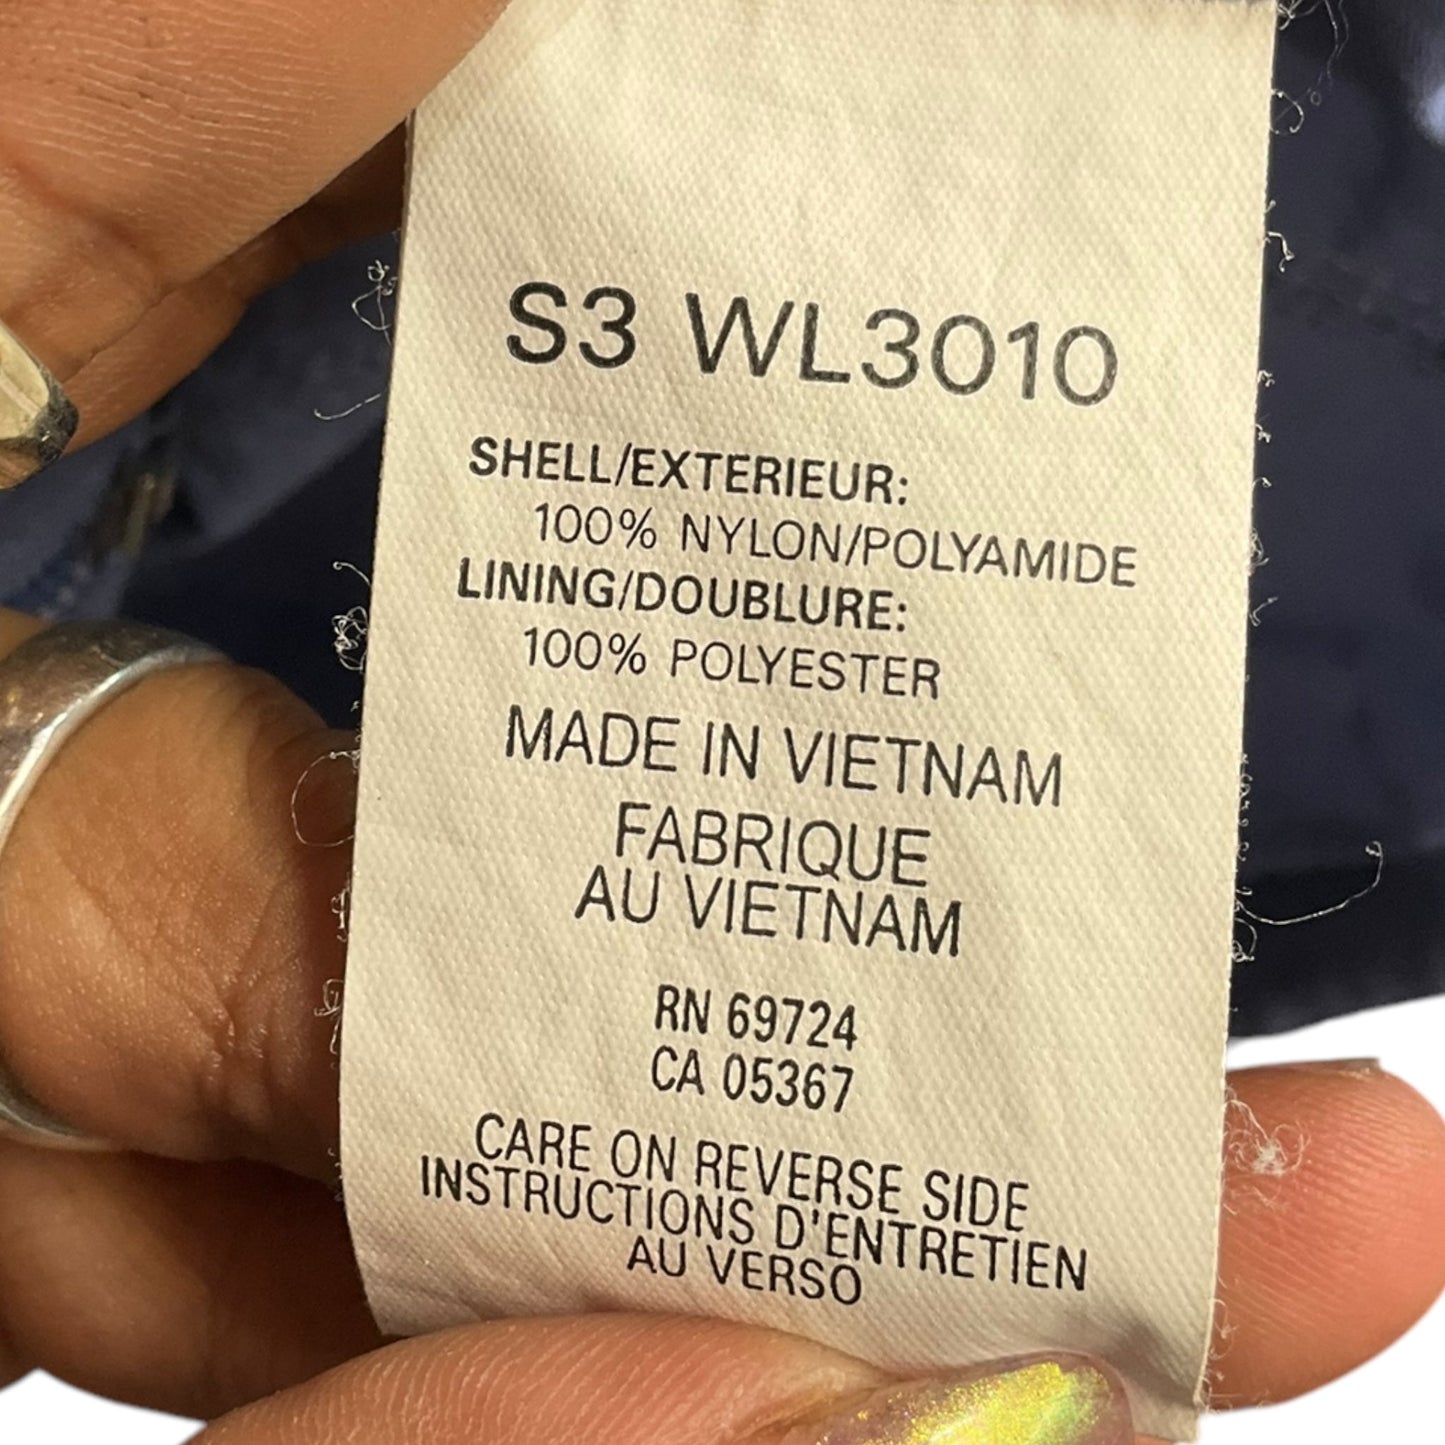 S3 WL3010
SHELL/EXTERIEUR:
100% NYLON/POLYAMIDE
LINING/DOUBLURE:
100% POLYESTER
MADE IN VIETNAM
FABRIQUE
AU VIETNAM
RN 69724
CA 05367
CARE ON REVERSE SIDE
INSTRUCTIONS D'ENTRETIEN
AU VERSO